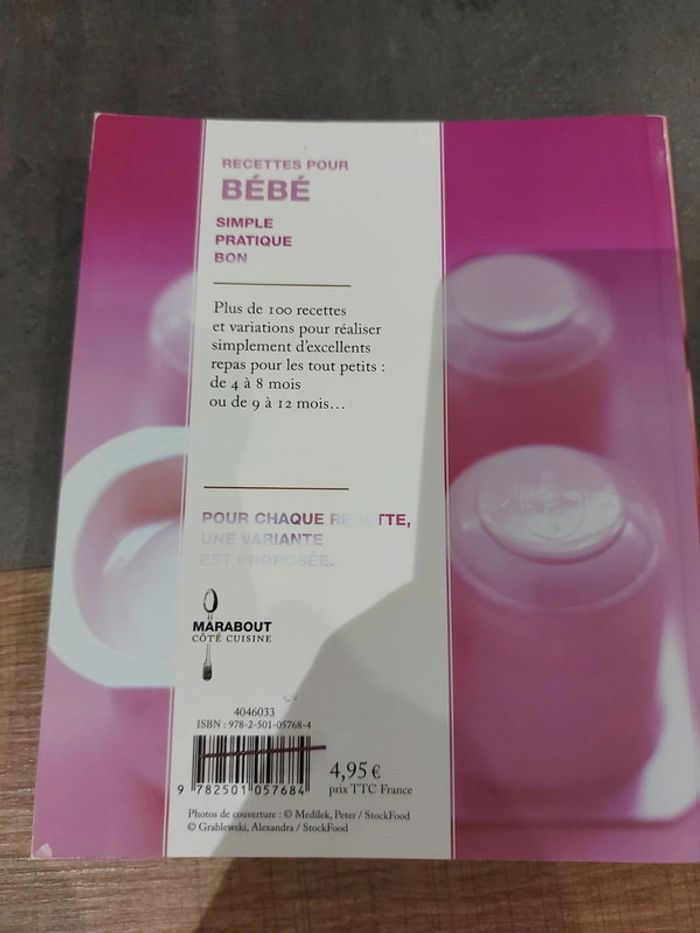 RECETTES POUR
BÉBÉ
SIMPLE
PRATIQUE
BON
Plus de 100 recettes
et variations pour réaliser
simplement d'excellents
repas pour les tout petits :
de 4 à 8 mois
ou de 9 à 12 mois…
POUR CHAQUE RECETTE,
UNE VARIANTE
EST PROPOSÉE.
MARABOUT
CÔTÉ CUISINE
4046033
ISBN : 978-2-501-05768-4
9 782501 057684
4,95 €
prix TTC France
Photos de couverture : © Medilek, Peter / StockFood
© Grablewski, Alexandra / StockFood